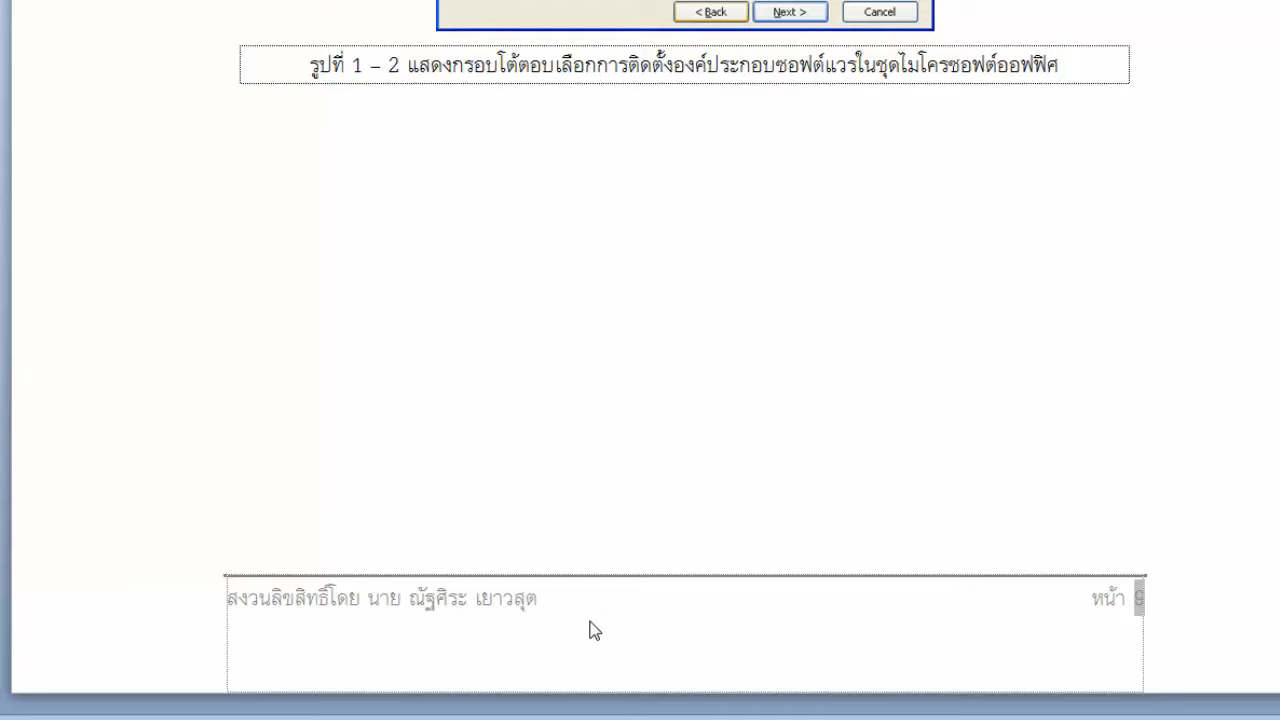 < Back Next > Cancel
รูปที่ 1 – 2 แสดงกรอบโต้ตอบเลือกการติดตั้งองค์ประกอบซอฟต์แวรในชุดไมโครซอฟต์ออฟฟิศ
สงวนลิขสิทธิ์โดย นาย ณัฐศิระ เยาวสุต หน้า 9